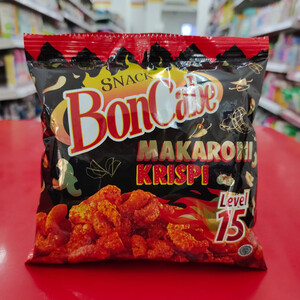 SNACK
BonCabe
MAKARONI
KRISPI
Level
15